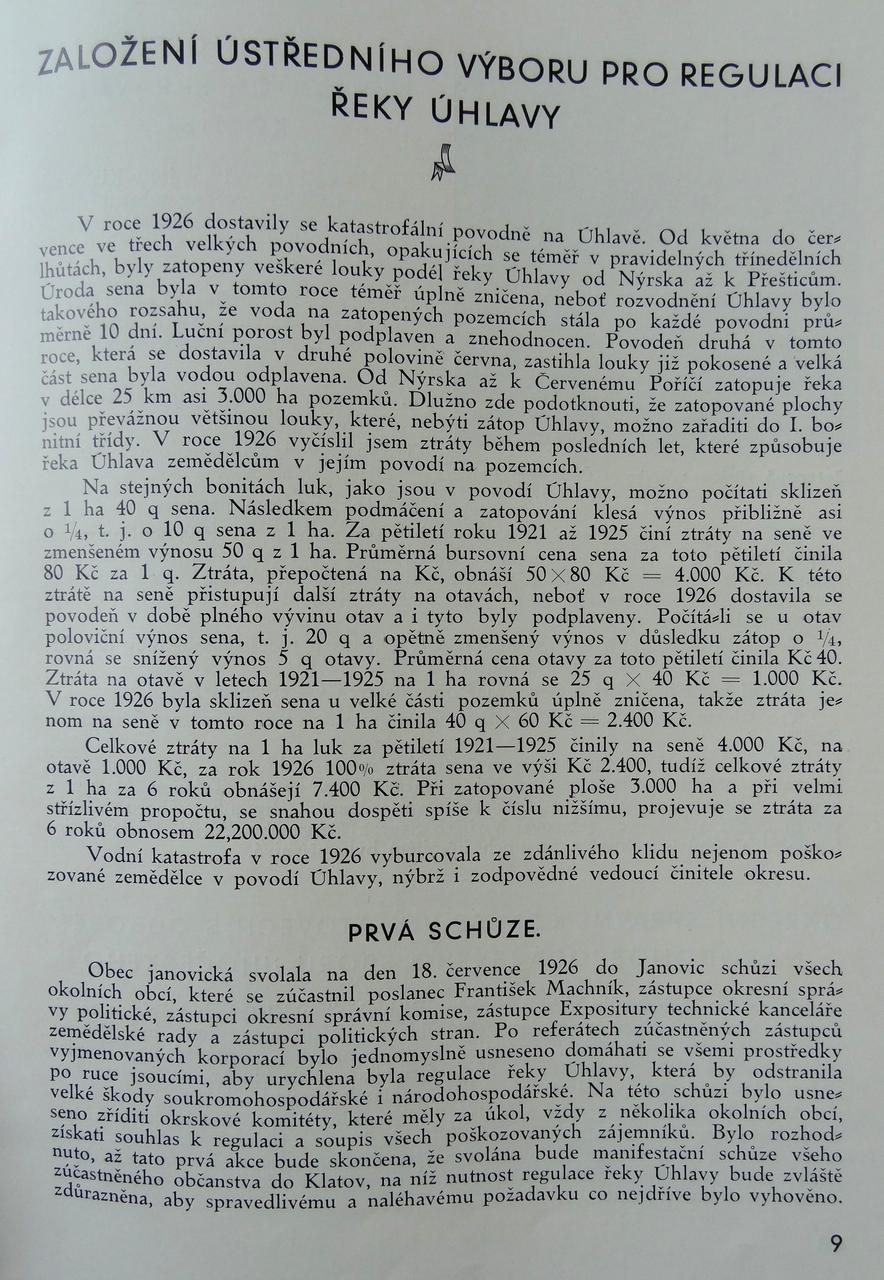 ZALOŽENÍ ÚSTŘEDNÍHO VÝBORU PRO REGULACI
ŘEKY ÚHLAVY
V roce 1926 dostavily se katastrofální povodně na Úhlavě. Od května do čer⸗
vence ve třech velkých povodních, opakujících se téměř v pravidelných třínedělních
lhůtách, byly zatopeny veškeré louky podél řeky Úhlavy od Nýrska až k Přešticům.
Úroda sena byla v tomto roce téměř úplně zničena, neboť rozvodnění Úhlavy bylo
takového rozsahu, že voda na zatopených pozemcích stála po každé povodni prů⸗
měrně 10 dní. Luční porost byl podplaven a znehodnocen. Povodeň druhá v tomto
roce, která se dostavila v druhé polovině června, zastihla louky již pokosené a velká
část sena byla vodou odplavena. Od Nýrska až k Červenému Poříčí zatopuje řeka
v délce 25 km asi 3.000 ha pozemků. Dlužno zde podotknouti, že zatopované plochy
jsou převážnou většinou louky, které, nebýti zátop Úhlavy, možno zařaditi do I. bo⸗
nitní třídy. V roce 1926 vyčíslil jsem ztráty během posledních let, které způsobuje
řeka Úhlava zemědělcům v jejím povodí na pozemcích.
Na stejných bonitách luk, jako jsou v povodí Úhlavy, možno počítati sklizeň
z 1 ha 40 q sena. Následkem podmáčení a zatopování klesá výnos přibližně asi
o ¼, t. j. o 10 q sena z 1 ha. Za pětiletí roku 1921 až 1925 činí ztráty na seně ve
zmenšeném výnosu 50 q z 1 ha. Průměrná bursovní cena sena za toto pětiletí činila
80 Kč za 1 q. Ztráta, přepočtená na Kč, obnáší 50 × 80 Kč = 4.000 Kč. K této
ztrátě na seně přistupují další ztráty na otavách, neboť v roce 1926 dostavila se
povodeň v době plného vývinu otav a i tyto byly podplaveny. Počítá⸗li se u otav
poloviční výnos sena, t. j. 20 q a opětně zmenšený výnos v důsledku zátop o ¼,
rovná se snížený výnos 5 q otavy. Průměrná cena otavy za toto pětiletí činila Kč 40.
Ztráta na otavě v letech 1921—1925 na 1 ha rovná se 25 q × 40 Kč = 1.000 Kč.
V roce 1926 byla sklizeň sena u velké části pozemků úplně zničena, takže ztráta je⸗
nom na seně v tomto roce na 1 ha činila 40 q × 60 Kč = 2.400 Kč.
Celkové ztráty na 1 ha luk za pětiletí 1921—1925 činily na seně 4.000 Kč, na
otavě 1.000 Kč, za rok 1926 100% ztráta sena ve výši Kč 2.400, tudíž celkové ztráty
z 1 ha za 6 roků obnášejí 7.400 Kč. Při zatopované ploše 3.000 ha a při velmi
střízlivém propočtu, se snahou dospěti spíše k číslu nižšímu, projevuje se ztráta za
6 roků obnosem 22,200.000 Kč.
Vodní katastrofa v roce 1926 vyburcovala ze zdánlivého klidu nejenom poško⸗
zované zemědělce v povodí Úhlavy, nýbrž i zodpovědné vedoucí činitele okresu.
PRVÁ SCHŮZE.
Obec janovická svolala na den 18. července 1926 do Janovic schůzi všech
okolních obcí, které se zúčastnil poslanec František Machník, zástupce okresní sprá⸗
vy politické, zástupci okresní správní komise, zástupce Expositury technické kanceláře
zemědělské rady a zástupci politických stran. Po referátech zúčastněných zástupců
vyjmenovaných korporací bylo jednomyslně usneseno domáhati se všemi prostředky
po ruce jsoucími, aby urychlena byla regulace řeky Úhlavy, která by odstranila
velké škody soukromohospodářské i národohospodářské. Na této schůzi bylo usne⸗
seno zříditi okrskové komitéty, které měly za úkol, vždy z několika okolních obcí,
získati souhlas k regulaci a soupis všech poškozovaných zájemníků. Bylo rozhod⸗
nuto, až tato prvá akce bude skončena, že svolána bude manifestační schůze všeho
zúčastněného občanstva do Klatov, na níž nutnost regulace řeky Úhlavy bude zvláště
zdůrazněna, aby spravedlivému a naléhavému požadavku co nejdříve bylo vyhověno.
9